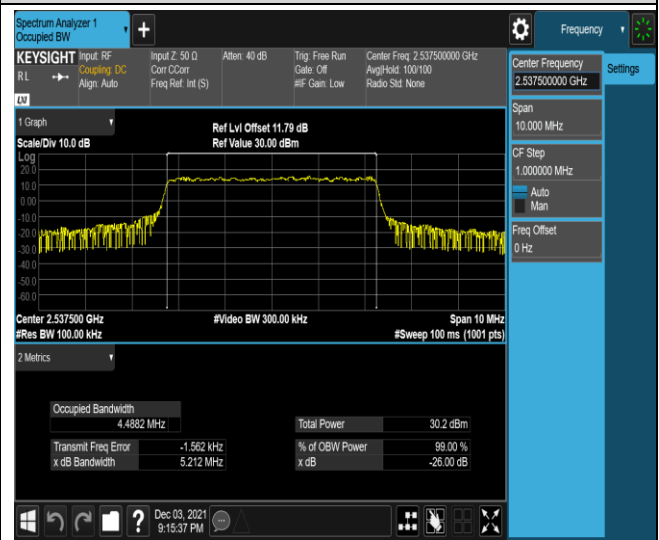 Spectrum Analyzer 1
Occupied BW
+
Frequency
KEYSIGHT
R L
LXI
Input: RF
Coupling: DC
Align: Auto
Input Z: 50 Ω
Corr CCorr
Freq Ref: Int (S)
Atten: 40 dB
Trig: Free Run
Gate: Off
#IF Gain: Low
Center Freq: 2.537500000 GHz
Avg|Hold: 100/100
Radio Std: None
Center Frequency
2.537500000 GHz
Settings
Span
10.000 MHz
CF Step
1.000000 MHz
Auto
Man
Freq Offset
0 Hz
1 Graph
Scale/Div 10.0 dB
Ref Lvl Offset 11.79 dB
Ref Value 30.00 dBm
Log
20.0
10.0
0.00
-10.0
-20.0
-30.0
-40.0
-50.0
-60.0
Center 2.537500 GHz
#Video BW 300.00 kHz
Span 10 MHz
#Res BW 100.00 kHz
#Sweep 100 ms (1001 pts)
2 Metrics
Occupied Bandwidth
4.4882 MHz
Total Power 30.2 dBm
Transmit Freq Error -1.562 kHz
% of OBW Power 99.00 %
x dB Bandwidth 5.212 MHz
x dB -26.00 dB
?
Dec 03, 2021
9:15:37 PM